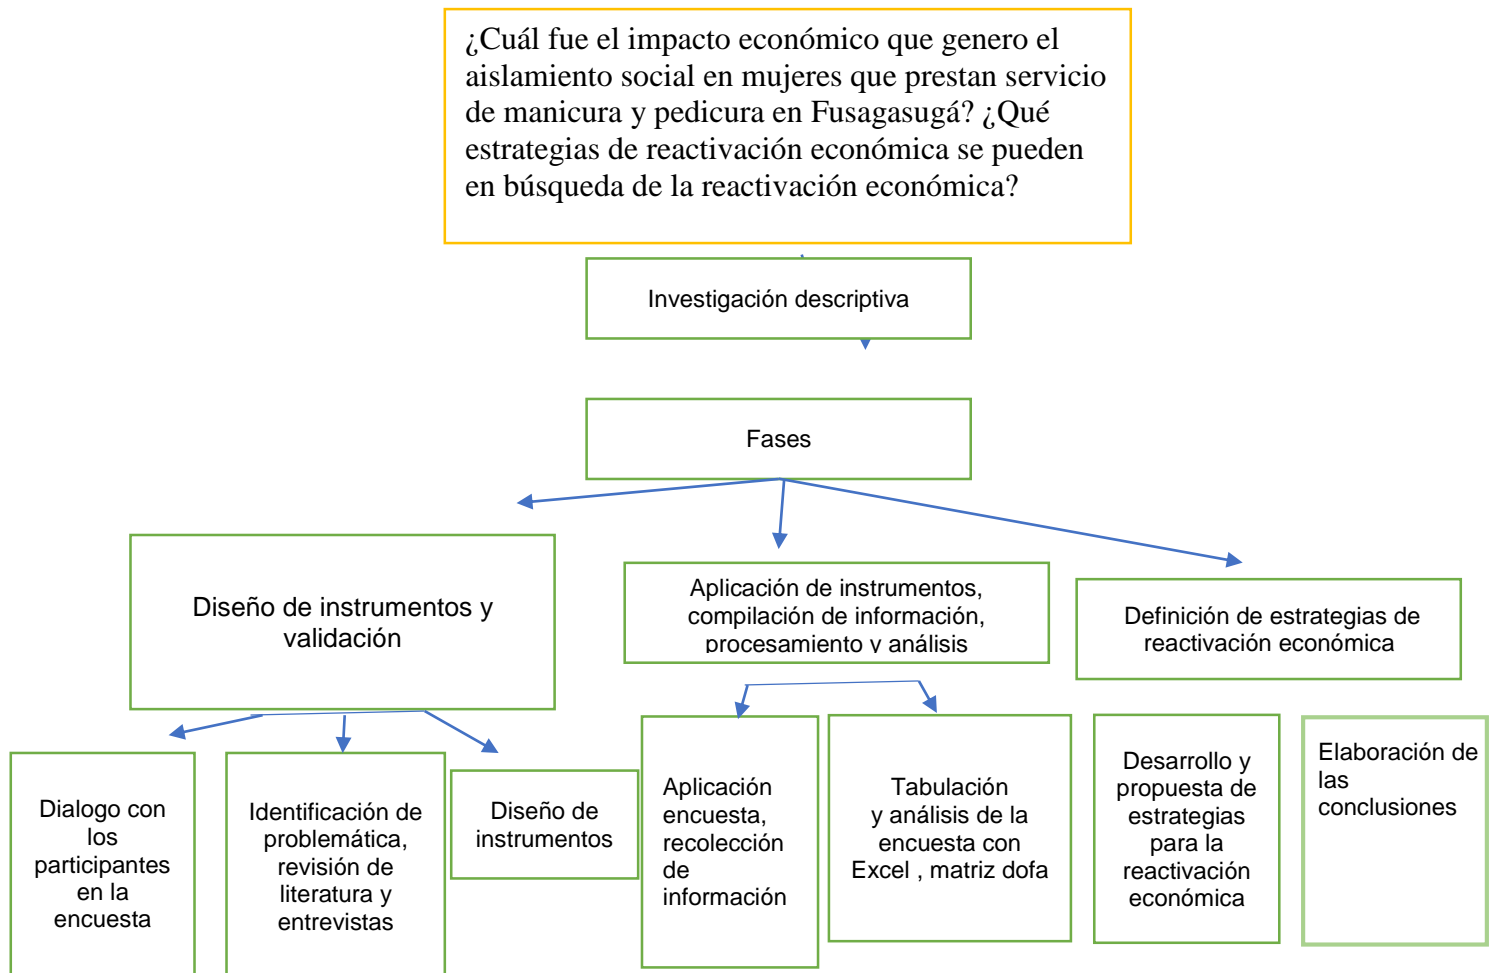 ¿Cuál fue el impacto económico que genero el
aislamiento social en mujeres que prestan servicio
de manicura y pedicura en Fusagasugá? ¿Qué
estrategias de reactivación económica se pueden
en búsqueda de la reactivación económica?
Investigación descriptiva
Fases
Diseño de instrumentos y
validación
Aplicación de instrumentos,
compilación de información,
procesamiento y análisis
Definición de estrategias de
reactivación económica
Dialogo con
los
participantes
en la
encuesta
Identificación de
problemática,
revisión de
literatura y
entrevistas
Diseño de
instrumentos
Aplicación
encuesta,
recolección
de
información
Tabulación
y análisis de la
encuesta con
Excel , matriz dofa
Desarrollo y
propuesta de
estrategias
para la
reactivación
económica
Elaboración de
las
conclusiones